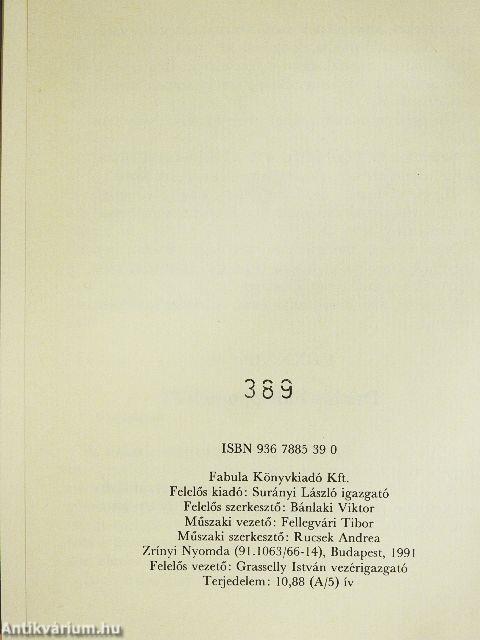 389
ISBN 936 7885 39 0
Fabula Könyvkiadó Kft.
Felelős kiadó: Surányi László igazgató
Felelős szerkesztő: Bánlaki Viktor
Műszaki vezető: Fellegvári Tibor
Műszaki szerkesztő: Rucsek Andrea
Zrínyi Nyomda (91.1063/66-14), Budapest, 1991
Felelős vezető: Grasselly István vezérigazgató
Terjedelem: 10,88 (A/5) ív
Antikvárium.hu